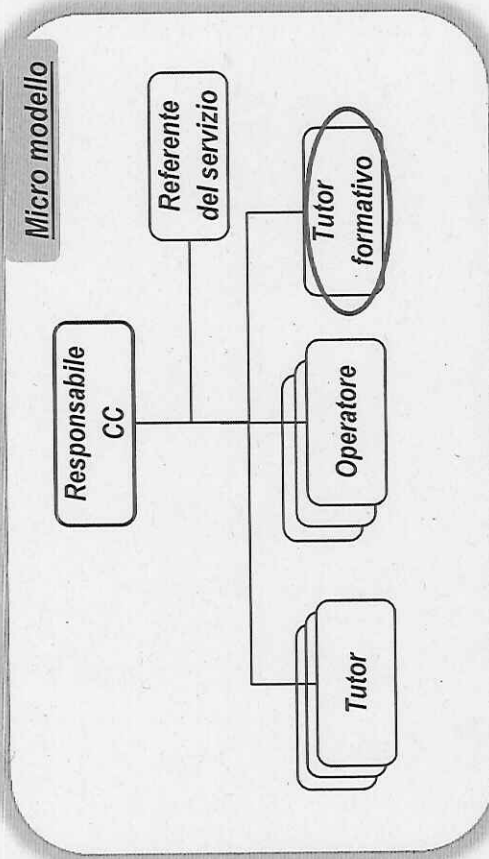 Micro modello
Responsabile
CC
Referente
del servizio
Tutor
Operatore
Tutor
formativo